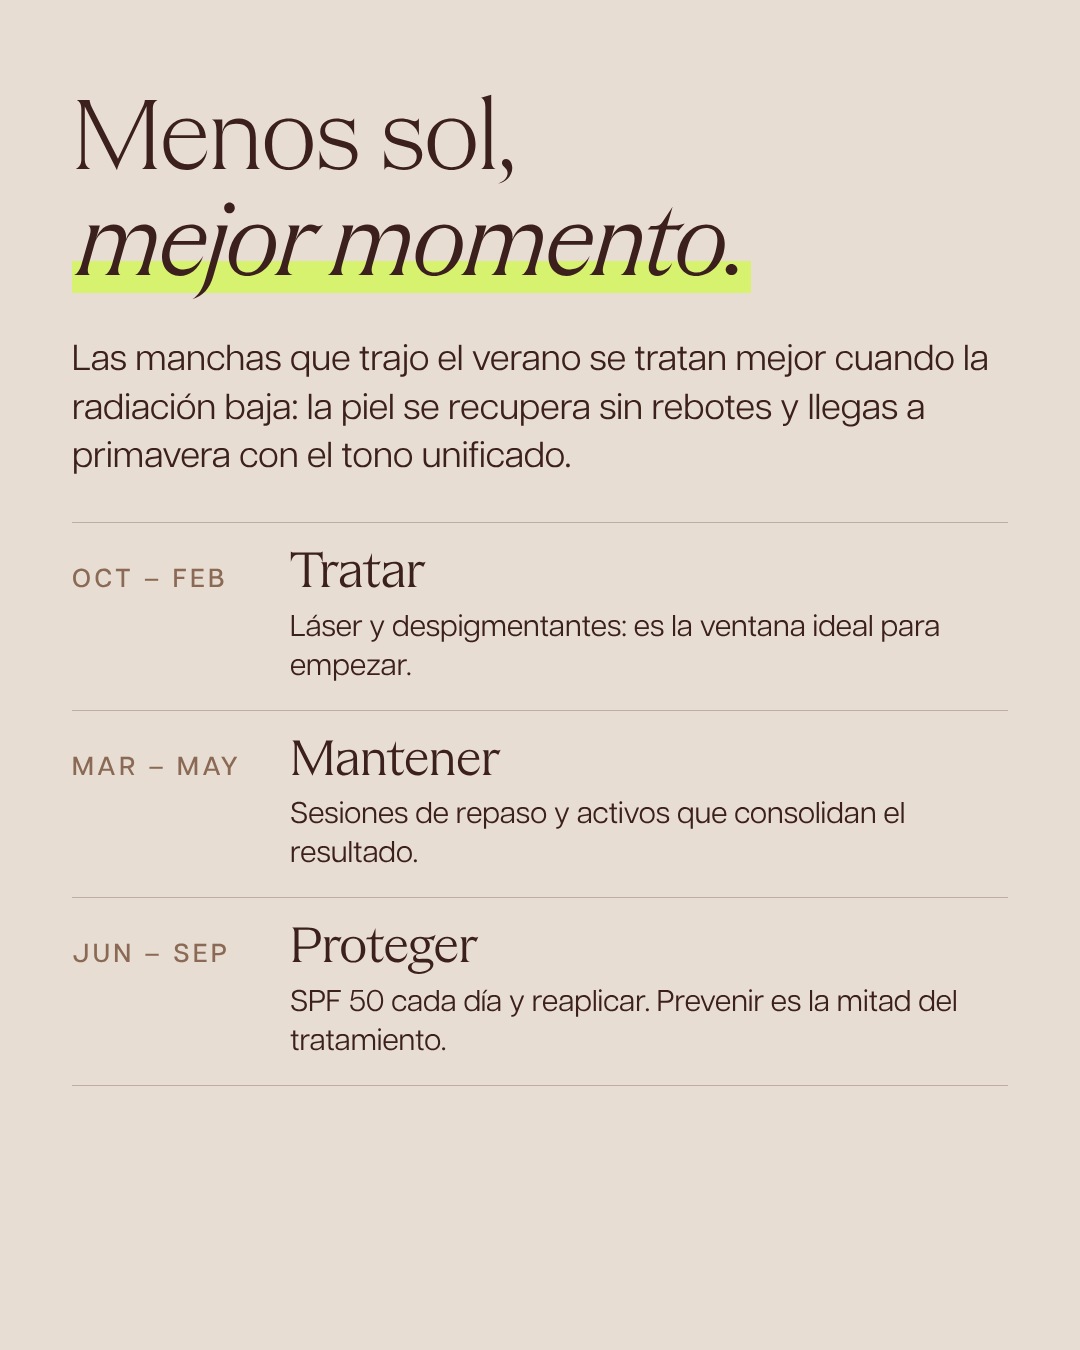 Menos sol,
mejor momento.
Las manchas que trajo el verano se tratan mejor cuando la
radiación baja: la piel se recupera sin rebotes y llegas a
primavera con el tono unificado.
OCT – FEB
Tratar
Láser y despigmentantes: es la ventana ideal para
empezar.
MAR – MAY
Mantener
Sesiones de repaso y activos que consolidan el
resultado.
JUN – SEP
Proteger
SPF 50 cada día y reaplicar. Prevenir es la mitad del
tratamiento.